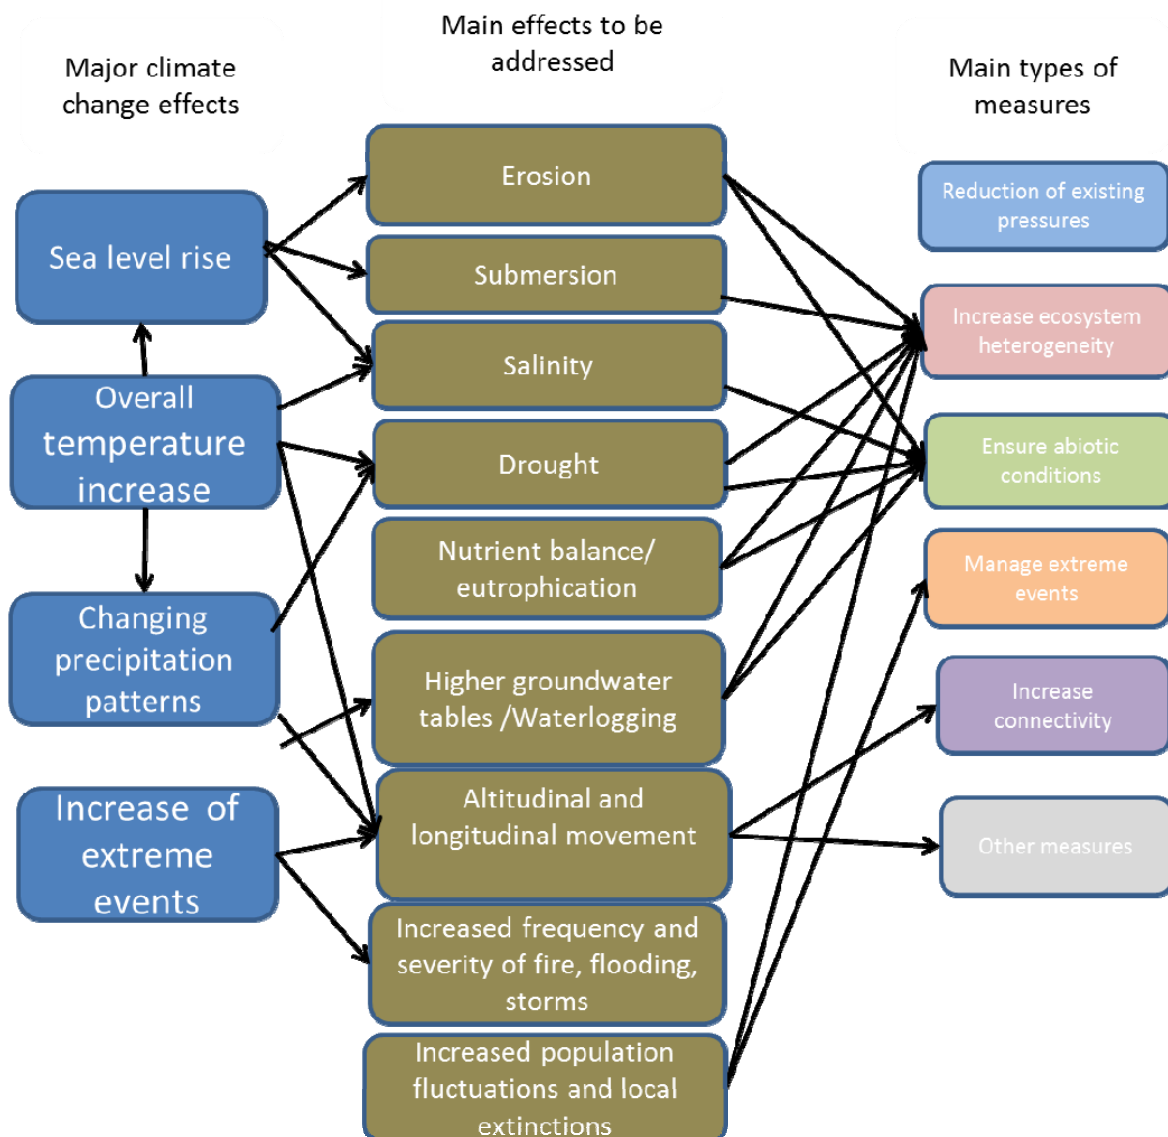 Major climate
change effects
Main effects to be
addressed
Main types of
measures
Sea level rise
Overall
temperature
increase
Changing
precipitation
patterns
Increase of
extreme
events
Erosion
Submersion
Salinity
Drought
Nutrient balance/
eutrophication
Higher groundwater
tables /Waterlogging
Altitudinal and
longitudinal movement
Increased frequency and
severity of fire, flooding,
storms
Increased population
fluctuations and local
extinctions
Reduction of existing
pressures
Increase ecosystem
heterogeneity
Ensure abiotic
conditions
Manage extreme
events
Increase
connectivity
Other measures